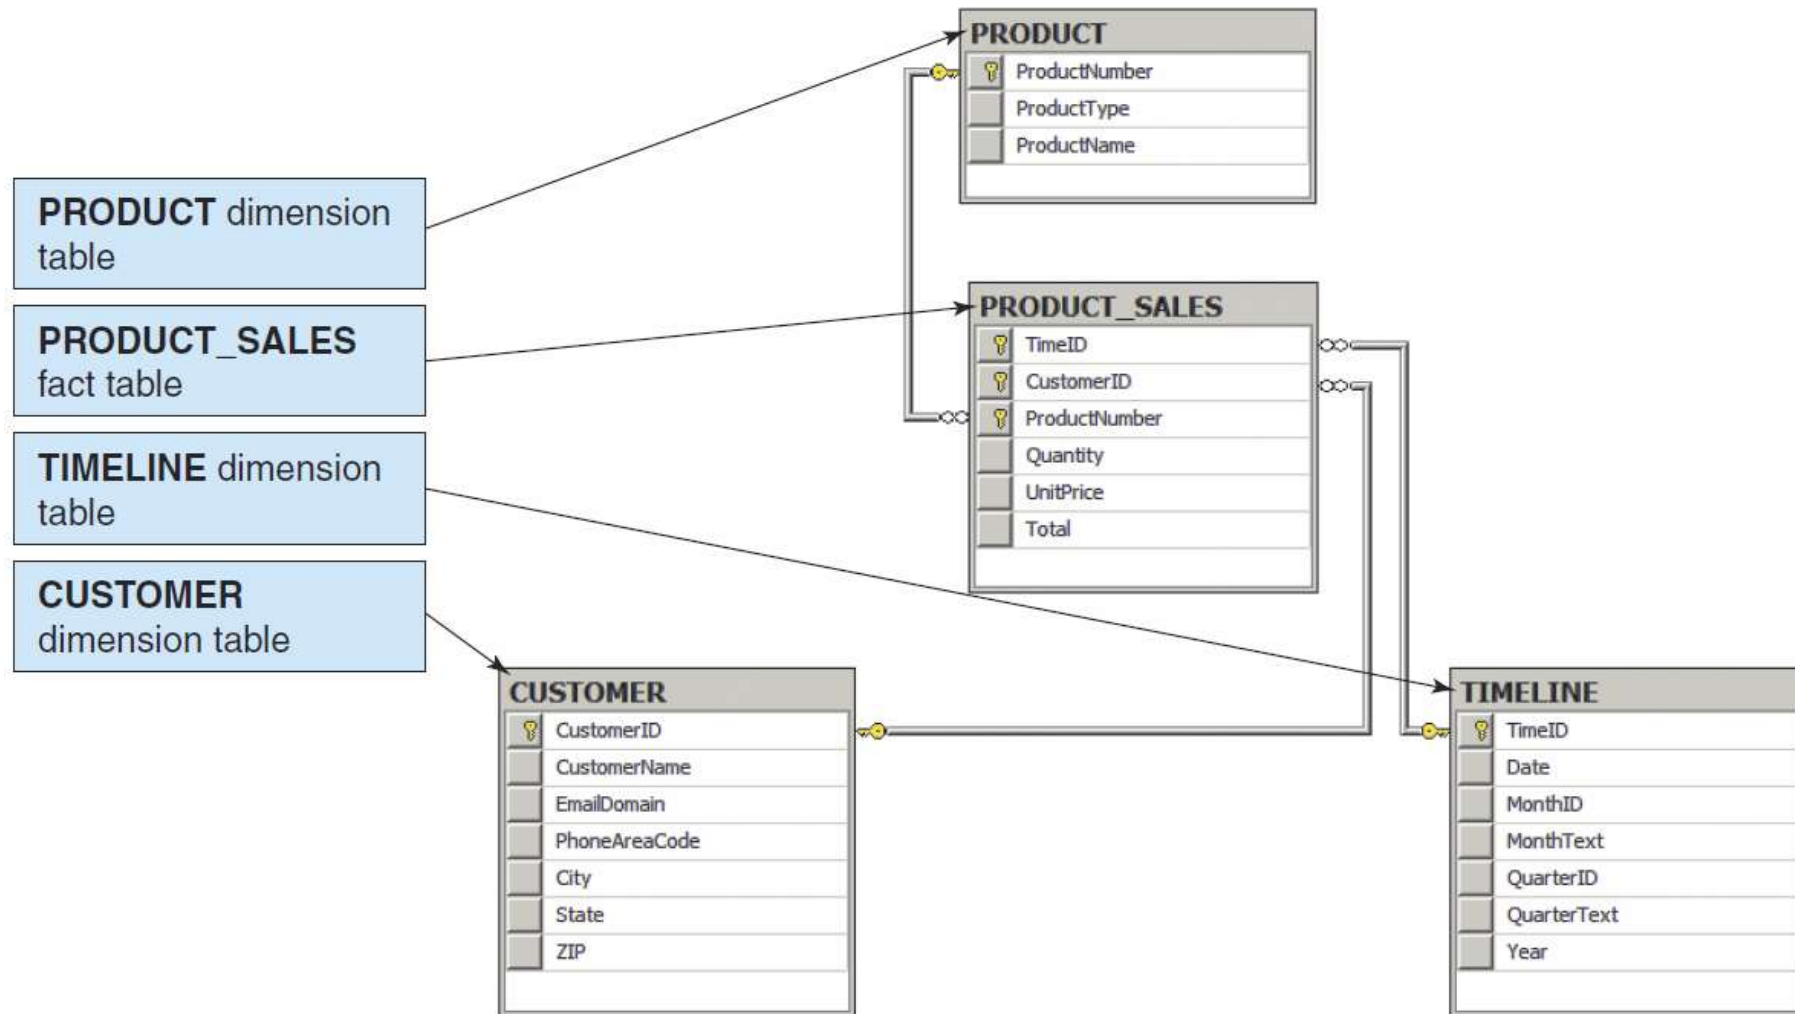 PRODUCT dimension
table
PRODUCT_SALES
fact table
TIMELINE dimension
table
CUSTOMER
dimension table
PRODUCT
ProductNumber
ProductType
ProductName
PRODUCT_SALES
TimeID
CustomerID
ProductNumber
Quantity
UnitPrice
Total
CUSTOMER
CustomerID
CustomerName
EmailDomain
PhoneAreaCode
City
State
ZIP
TIMELINE
TimeID
Date
MonthID
MonthText
QuarterID
QuarterText
Year